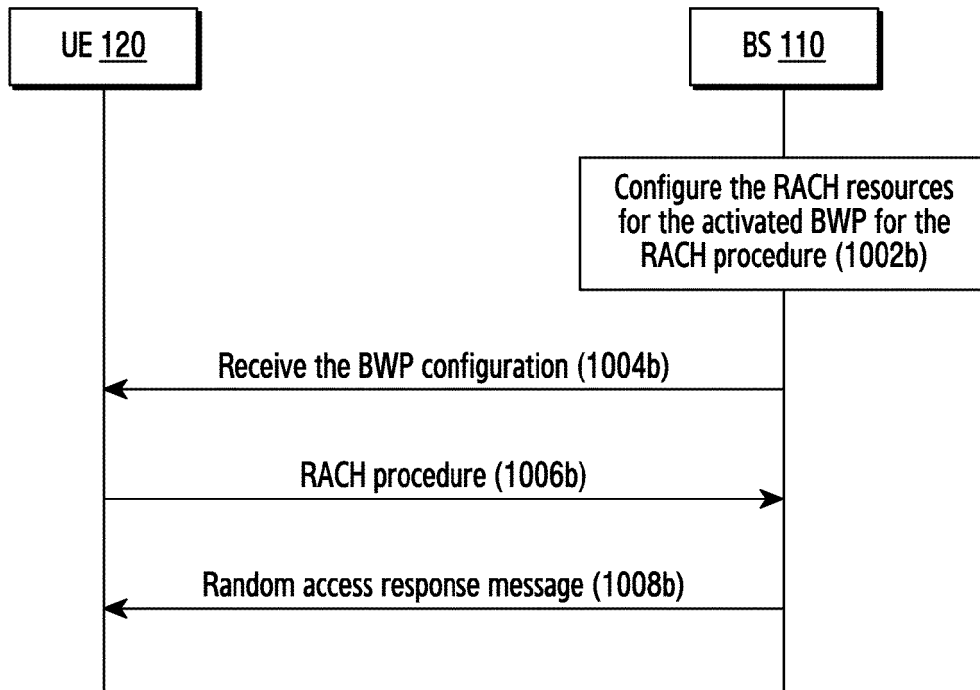 UE 120
BS 110
Configure the RACH resources
for the activated BWP for the
RACH procedure (1002b)
Receive the BWP configuration (1004b)
RACH procedure (1006b)
Random access response message (1008b)